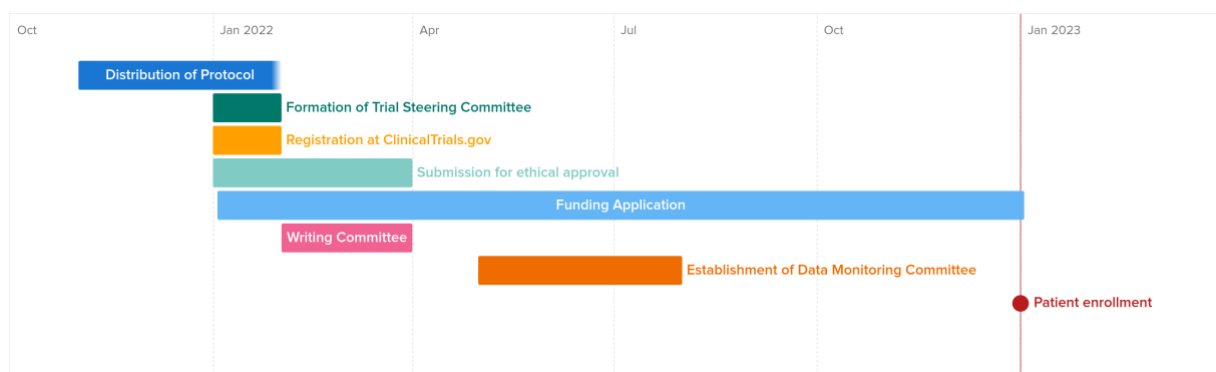 Oct
Jan 2022
Apr
Jul
Oct
Jan 2023
Distribution of Protocol
Formation of Trial Steering Committee
Registration at ClinicalTrials.gov
Submission for ethical approval
Funding Application
Writing Committee
Establishment of Data Monitoring Committee
Patient enrollment